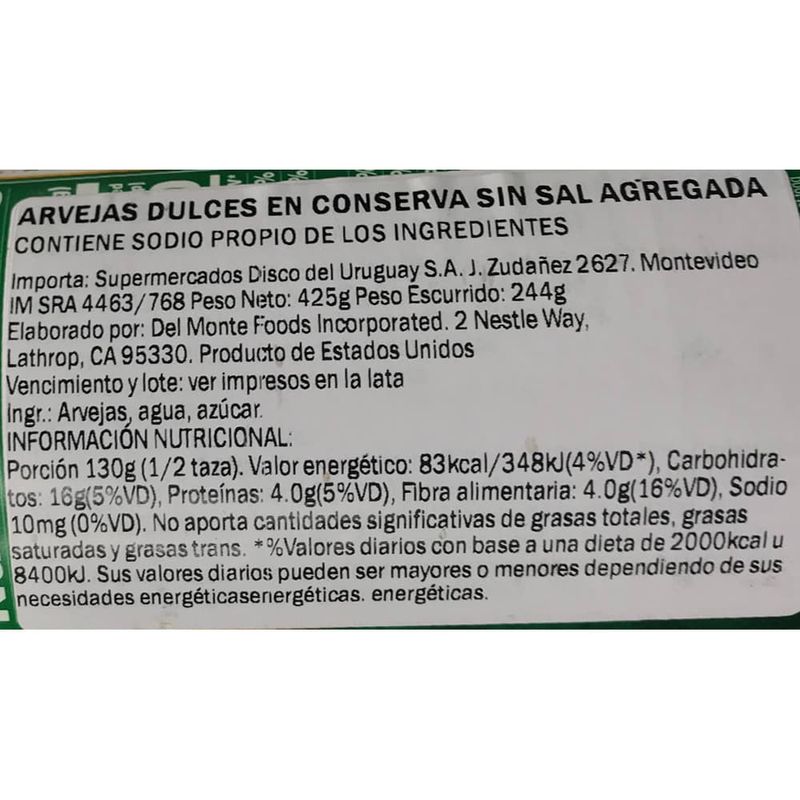 ARVEJAS DULCES EN CONSERVA SIN SAL AGREGADA
CONTIENE SODIO PROPIO DE LOS INGREDIENTES
Importa: Supermercados Disco del Uruguay S.A. J. Zudañez 2627. Montevideo
IM SRA 4463/768 Peso Neto: 425g Peso Escurrido: 244g
Elaborado por: Del Monte Foods Incorporated. 2 Nestle Way,
Lathrop, CA 95330. Producto de Estados Unidos
Vencimiento y lote: ver impresos en la lata
Ingr.: Arvejas, agua, azúcar.
INFORMACIÓN NUTRICIONAL:
Porción 130g (1/2 taza). Valor energético: 83kcal/348kJ(4%VD*), Carbohidra-
tos: 16g(5%VD), Proteínas: 4.0g(5%VD), Fibra alimentaria: 4.0g(16%VD), Sodio
10mg (0%VD). No aporta cantidades significativas de grasas totales, grasas
saturadas y grasas trans. *%Valores diarios con base a una dieta de 2000kcal u
8400kJ. Sus valores diarios pueden ser mayores o menores dependiendo de sus
necesidades energéticasenergéticas. energéticas.